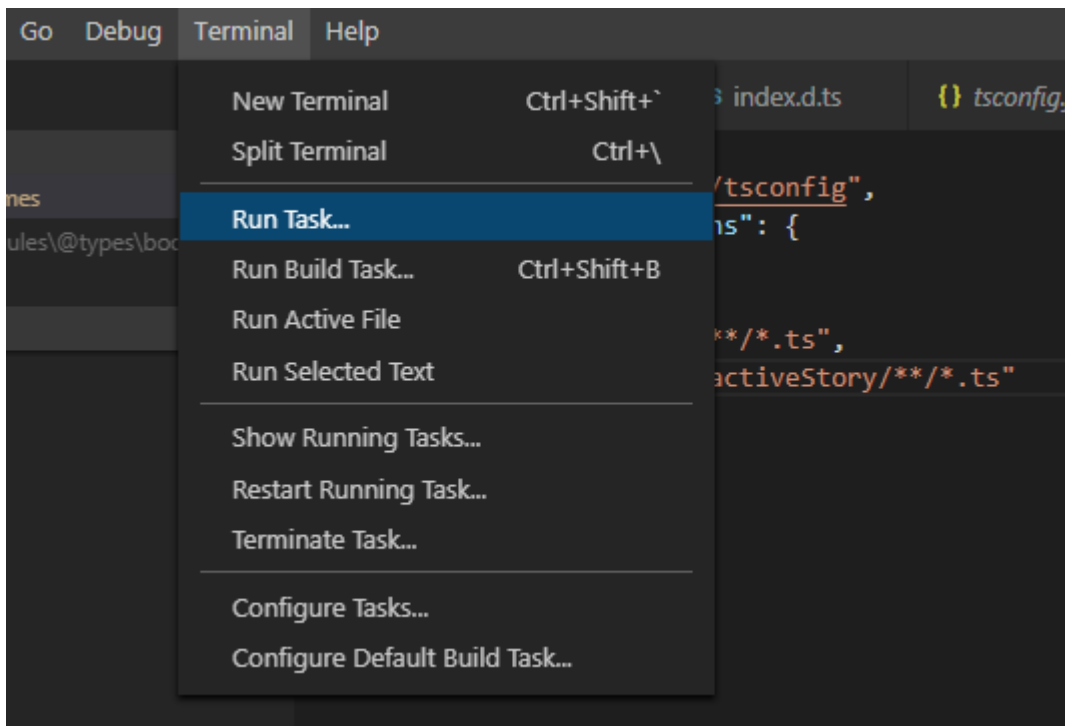 Go Debug Terminal Help
New Terminal Ctrl+Shift+`
Split Terminal Ctrl+\
Run Task...
Run Build Task... Ctrl+Shift+B
Run Active File
Run Selected Text
Show Running Tasks...
Restart Running Task...
Terminate Task...
Configure Tasks...
Configure Default Build Task...
index.d.ts {} tsconfig.
/tsconfig",
ns": {
**/*.ts",
activeStory/**/*.ts"
mes
ules\@types\boo